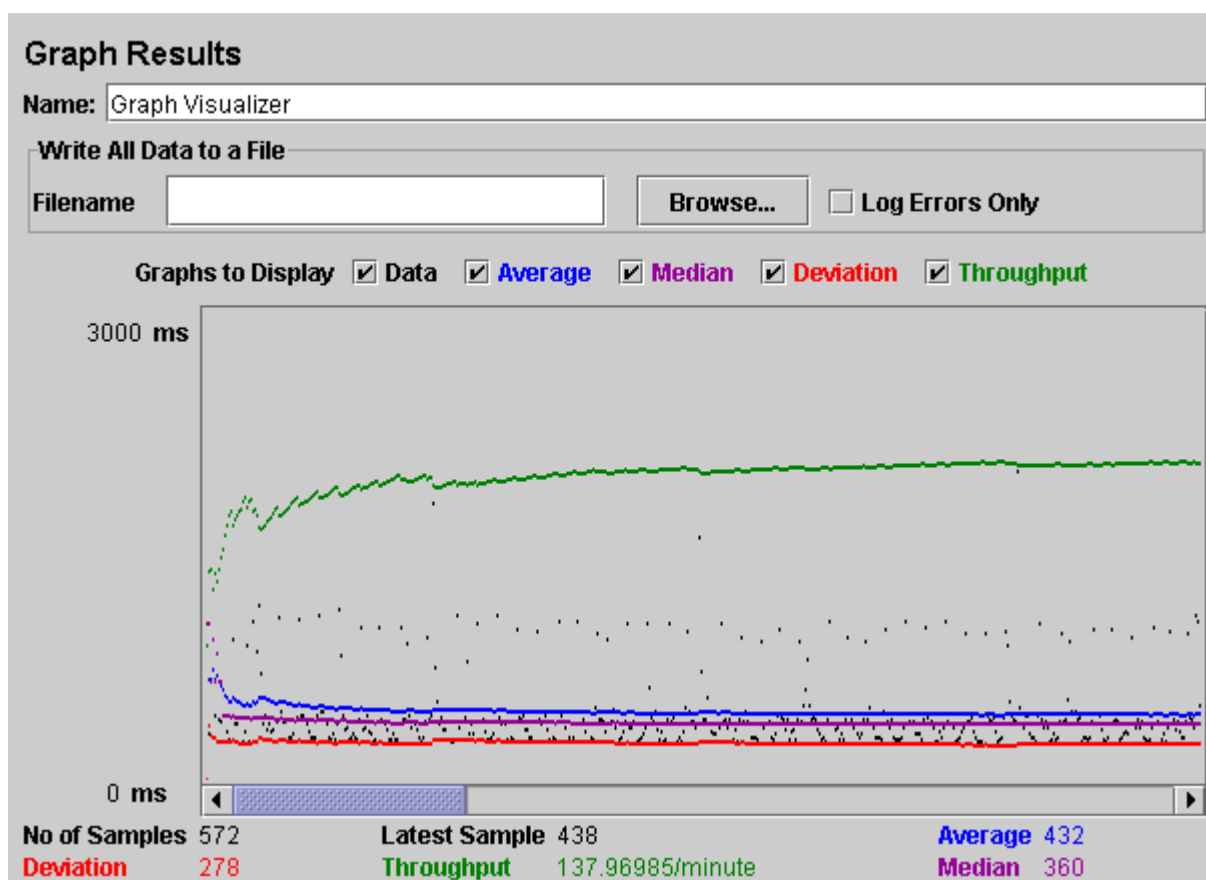 Graph Results
Name: Graph Visualizer
Write All Data to a File
Filename Browse... Log Errors Only
Graphs to Display Data Average Median Deviation Throughput
3000 ms
0 ms
No of Samples 572 Latest Sample 438 Average 432
Deviation 278 Throughput 137.96985/minute Median 360